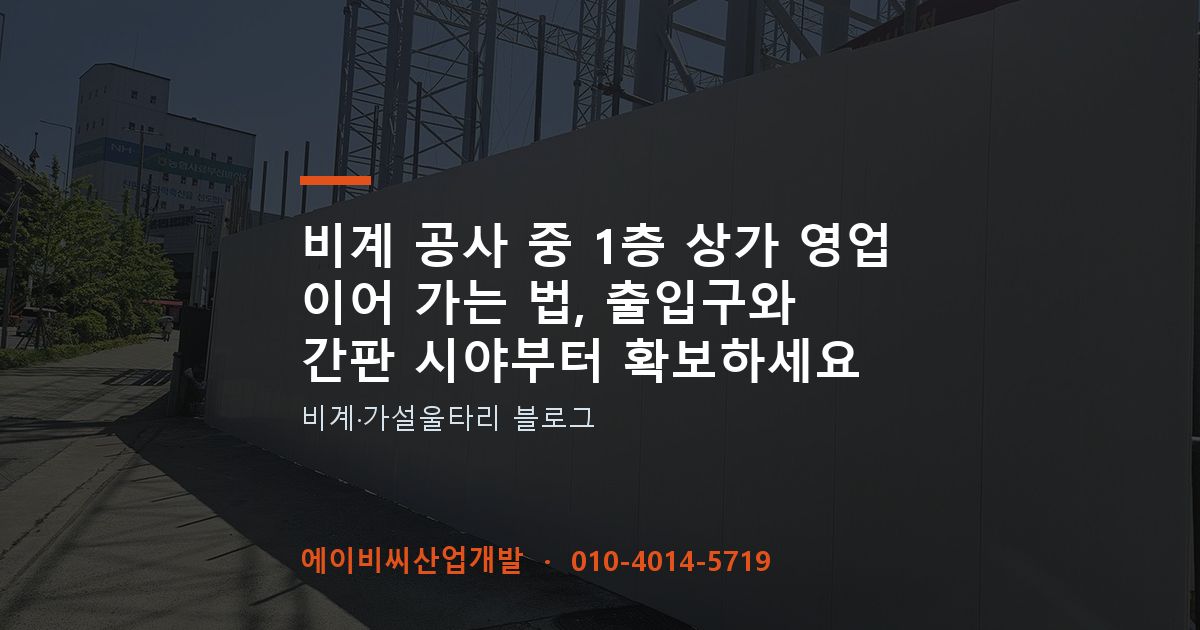 NH
비계 공사 중 1층 상가 영업
이어 가는 법, 출입구와
간판 시야부터 확보하세요
비계·가설울타리 블로그
에이비씨산업개발 · 010-4014-5719